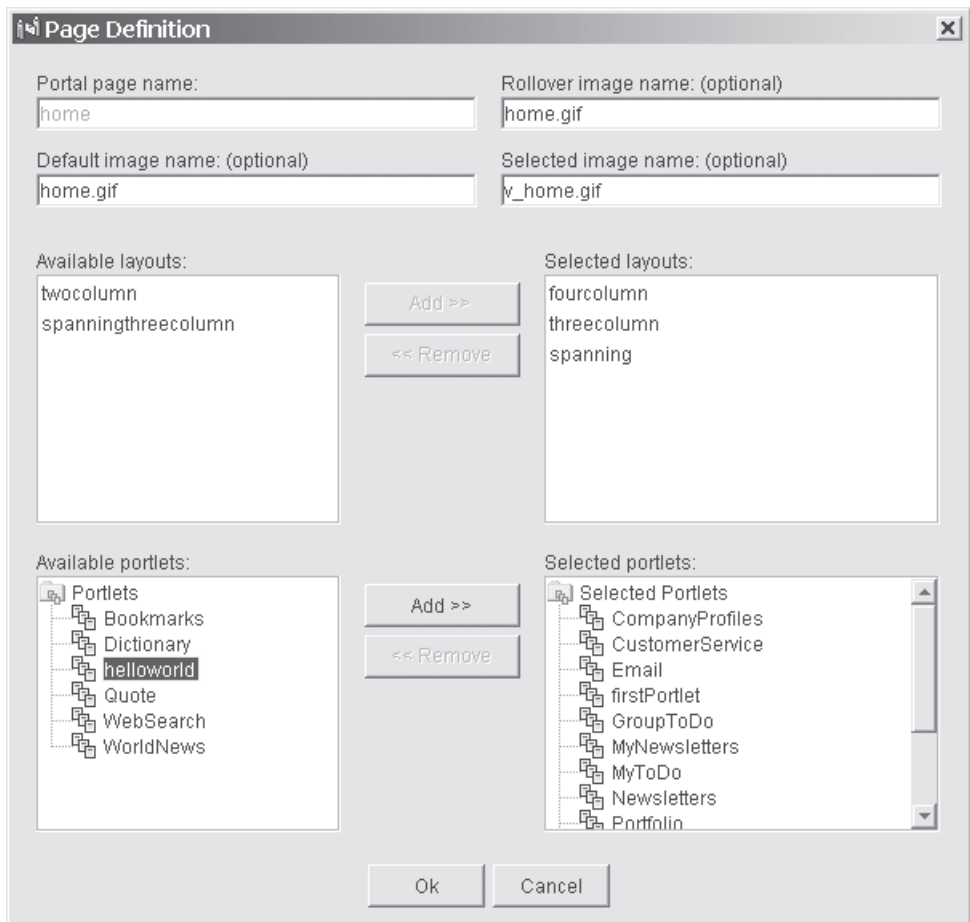 Page Definition
Portal page name:
home
Rollover image name: (optional)
home.gif
Default image name: (optional)
home.gif
Selected image name: (optional)
v_home.gif
Available layouts:
twocolumn
spanningthreecolumn
Add >>
<< Remove
Selected layouts:
fourcolumn
threecolumn
spanning
Available portlets:
Portlets
Bookmarks
Dictionary
helloworld
Quote
WebSearch
WorldNews
Add >>
<< Remove
Selected portlets:
Selected Portlets
CompanyProfiles
CustomerService
Email
firstPortlet
GroupToDo
MyNewsletters
MyToDo
Newsletters
Portfolio
Ok
Cancel